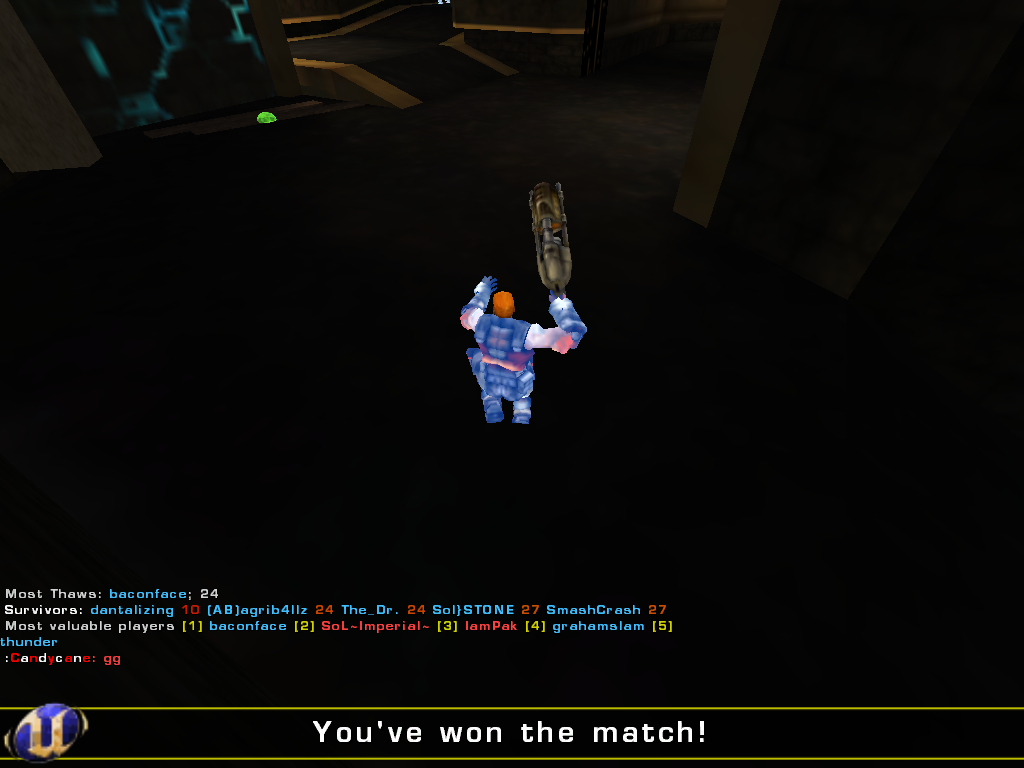 Most Thaws: baconface; 24
Survivors: dantalizing 10 (AB)agrib4llz 24 The_Dr. 24 Sol}STONE 27 SmashCrash 27
Most valuable players [1] baconface [2] SoL~Imperial~ [3] IamPak [4] grahamslam [5]
thunder
:Candycane: gg
You've won the match!